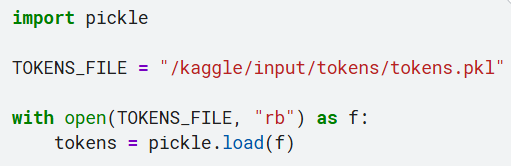 import pickle
TOKENS_FILE = "/kaggle/input/tokens/tokens.pkl"
with open(TOKENS_FILE, "rb") as f:
    tokens = pickle.load(f)